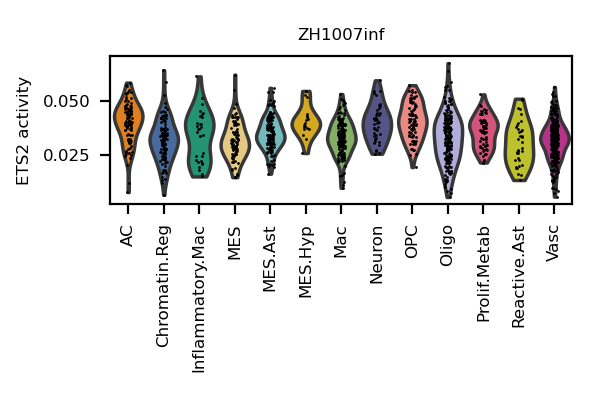 ZH1007inf
ETS2 activity
0.050
0.025
AC
Chromatin.Reg
Inflammatory.Mac
MES
MES.Ast
MES.Hyp
Mac
Neuron
OPC
Oligo
Prolif.Metab
Reactive.Ast
Vasc